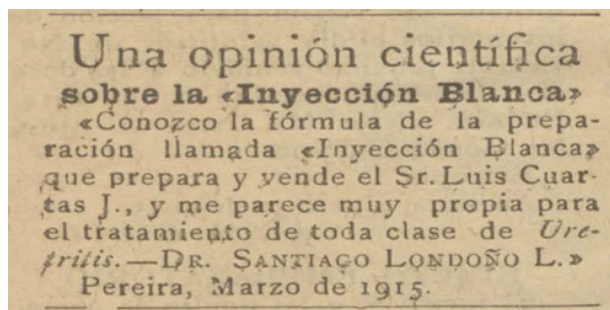 Una opinión científica
sobre la «Inyección Blanca»
«Conozco la fórmula de la prepa-
ración llamada «Inyección Blanca»
que prepara y vende el Sr. Luis Cuar-
tas J., y me parece muy propia para
el tratamiento de toda clase de Ure-
tritis.—DR. SANTIAGO LONDOÑO L.»
Pereira, Marzo de 1915.